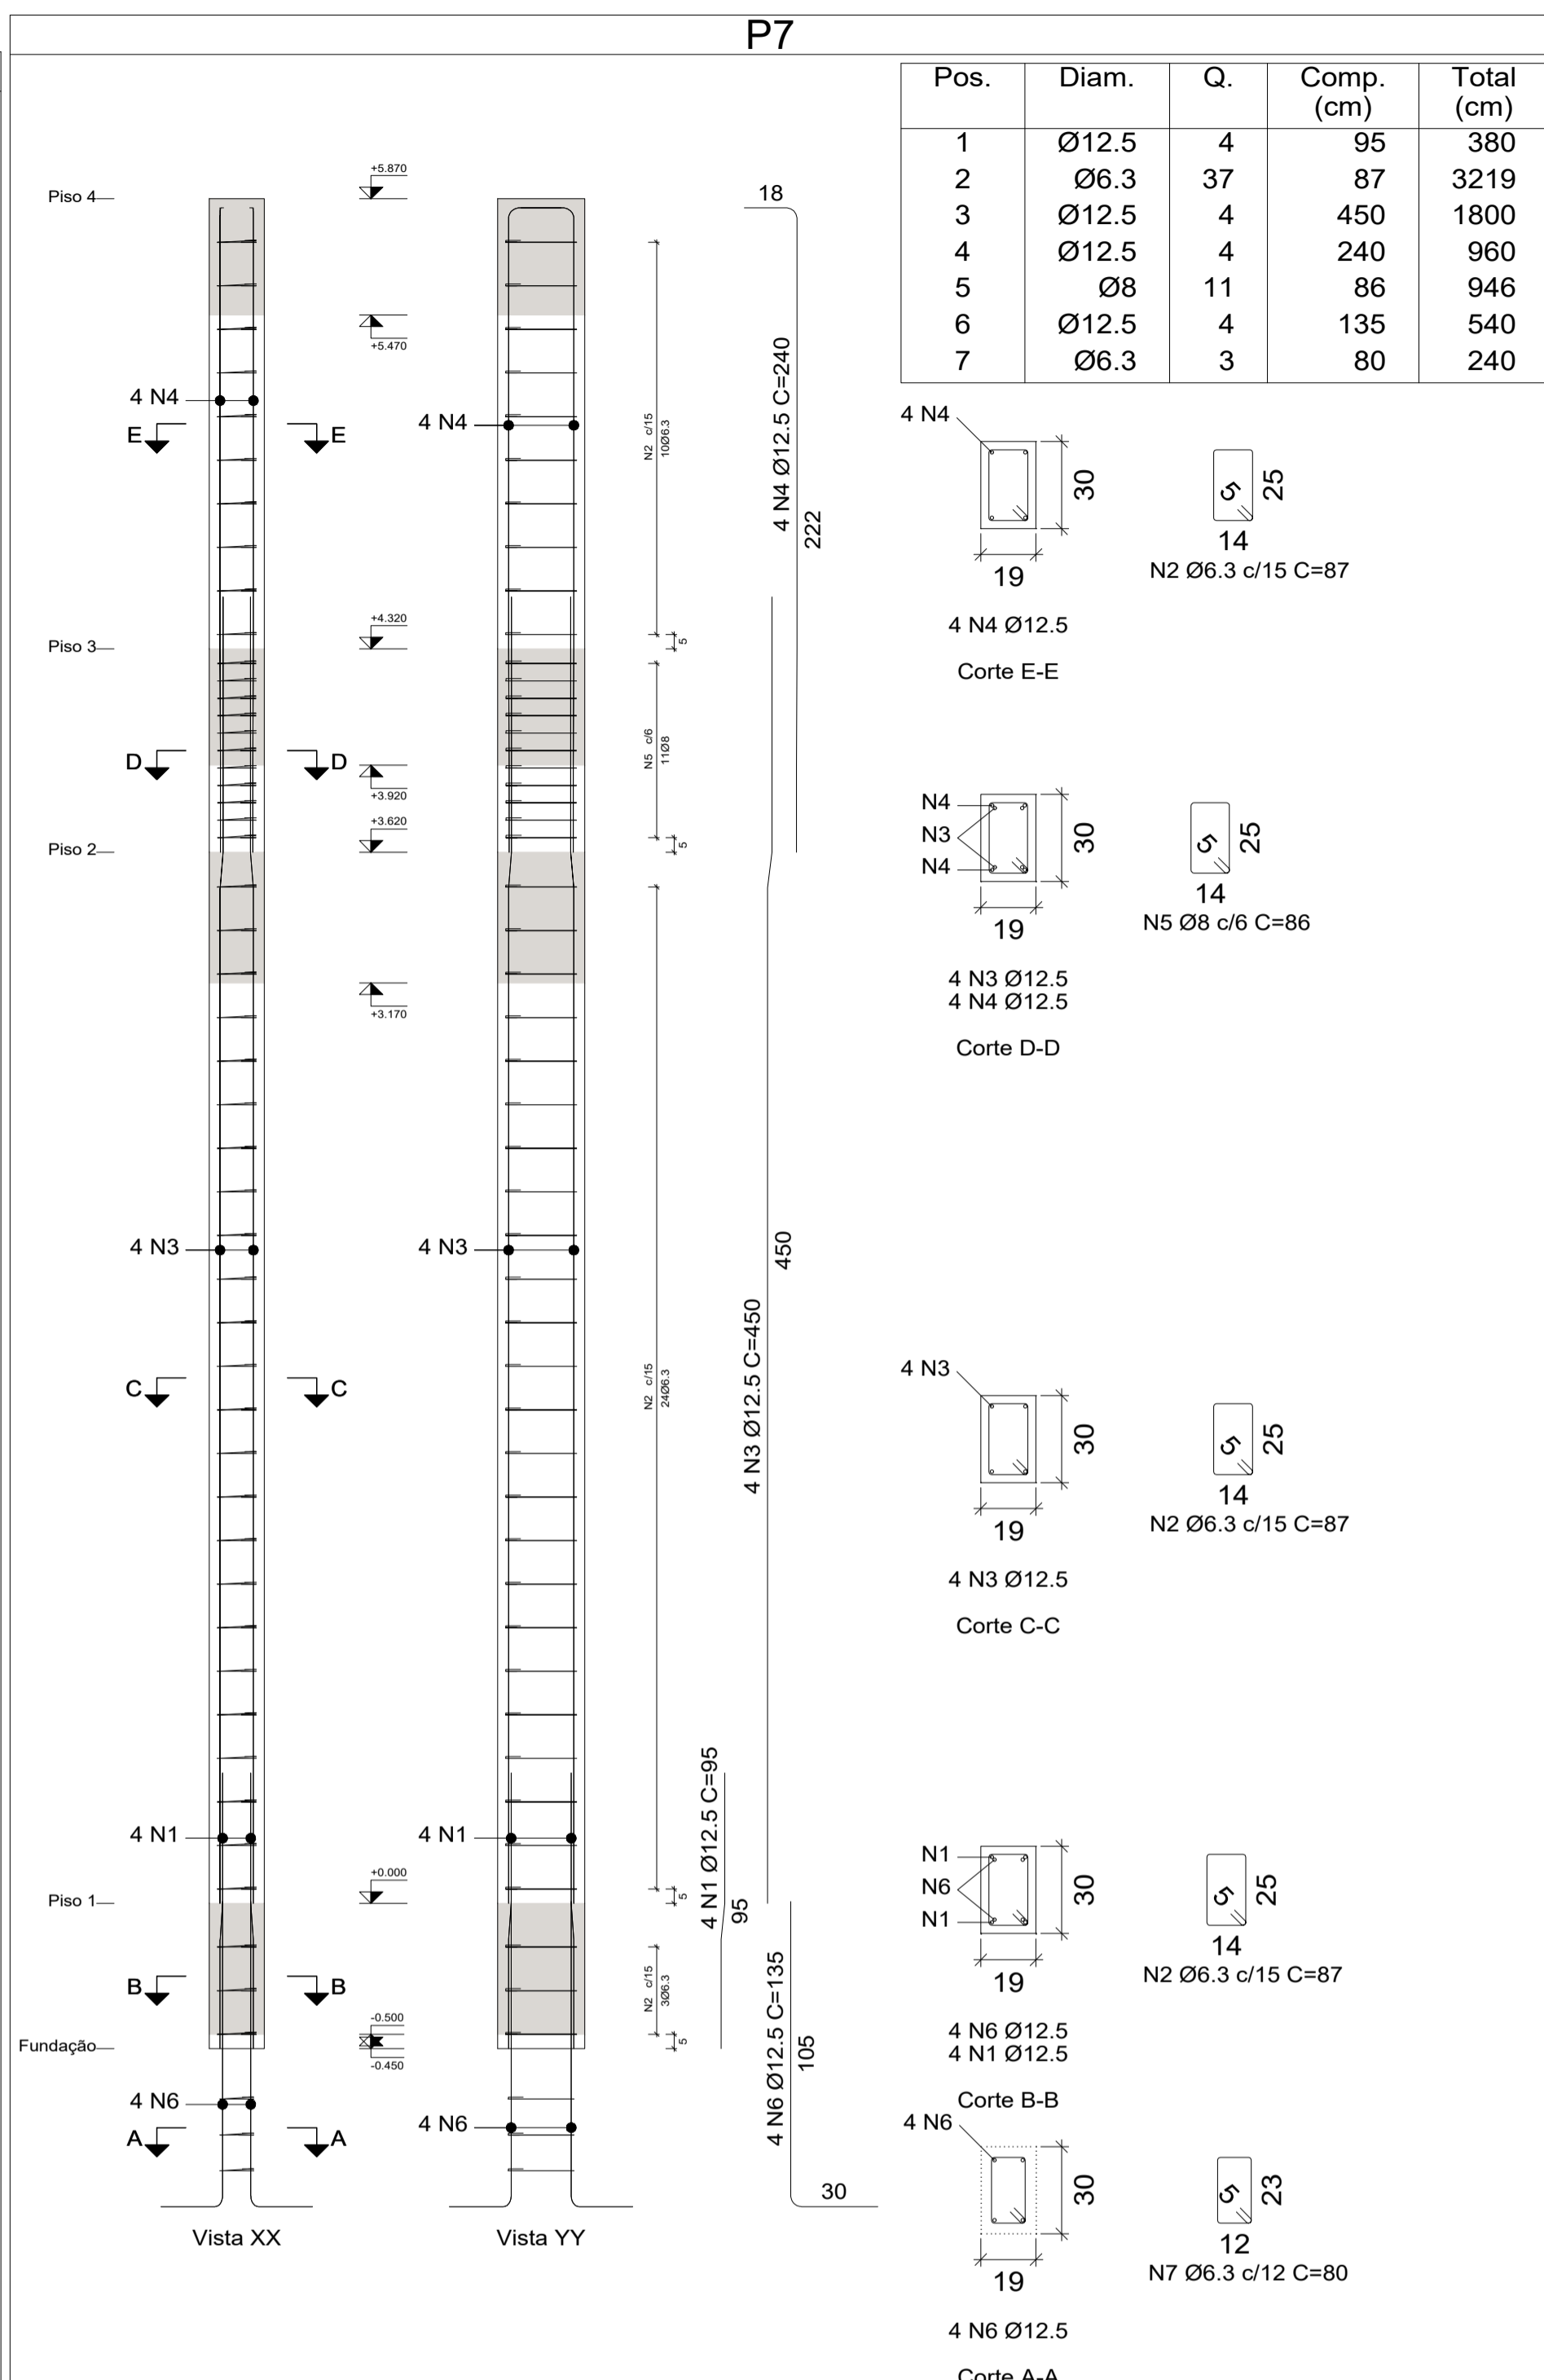 P7
Pos. Diam. Q. Comp. (cm) Total (cm)
1 Ø12.5 4 95 380
2 Ø6.3 37 87 3219
3 Ø12.5 4 450 1800
4 Ø12.5 4 240 960
5 Ø8 11 86 946
6 Ø12.5 4 135 540
7 Ø6.3 3 80 240
Piso 4
+5.870
+5.470
18
4 N4
4 N4
E E
N2 c/15
10Ø6.3
4 N4 Ø12.5 C=240
222
+4.320
Piso 3
5
D D
N5 c/6
11Ø8
+3.920
+3.620
Piso 2
5
+3.170
4 N3
4 N3
450
4 N3 Ø12.5 C=450
C C
N2 c/15
24Ø6.3
4 N1
4 N1
4 N1 Ø12.5 C=95
95
+0.000
Piso 1
5
B B
N2 c/15
3Ø6.3
4 N6 Ø12.5 C=135
105
-0.500
Fundação
-0.450
5
4 N6
4 N6
A A
30
Vista XX
Vista YY
4 N4
30
19
25
5
14
N2 Ø6.3 c/15 C=87
4 N4 Ø12.5
Corte E-E
N4
N3
N4
30
19
25
5
14
N5 Ø8 c/6 C=86
4 N3 Ø12.5
4 N4 Ø12.5
Corte D-D
4 N3
30
19
25
5
14
N2 Ø6.3 c/15 C=87
4 N3 Ø12.5
Corte C-C
N1
N6
N1
30
19
25
5
14
N2 Ø6.3 c/15 C=87
4 N6 Ø12.5
4 N1 Ø12.5
Corte B-B
4 N6
30
19
23
5
12
N7 Ø6.3 c/12 C=80
4 N6 Ø12.5
Corte A-A